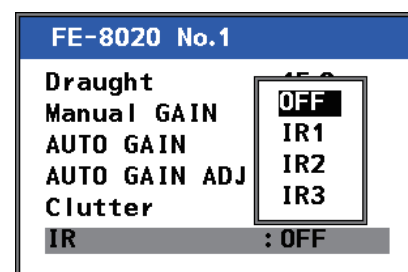 FE-8020 No.1
Draught
Manual GAIN
AUTO GAIN
AUTO GAIN ADJ
Clutter
IR : OFF
OFF
IR1
IR2
IR3